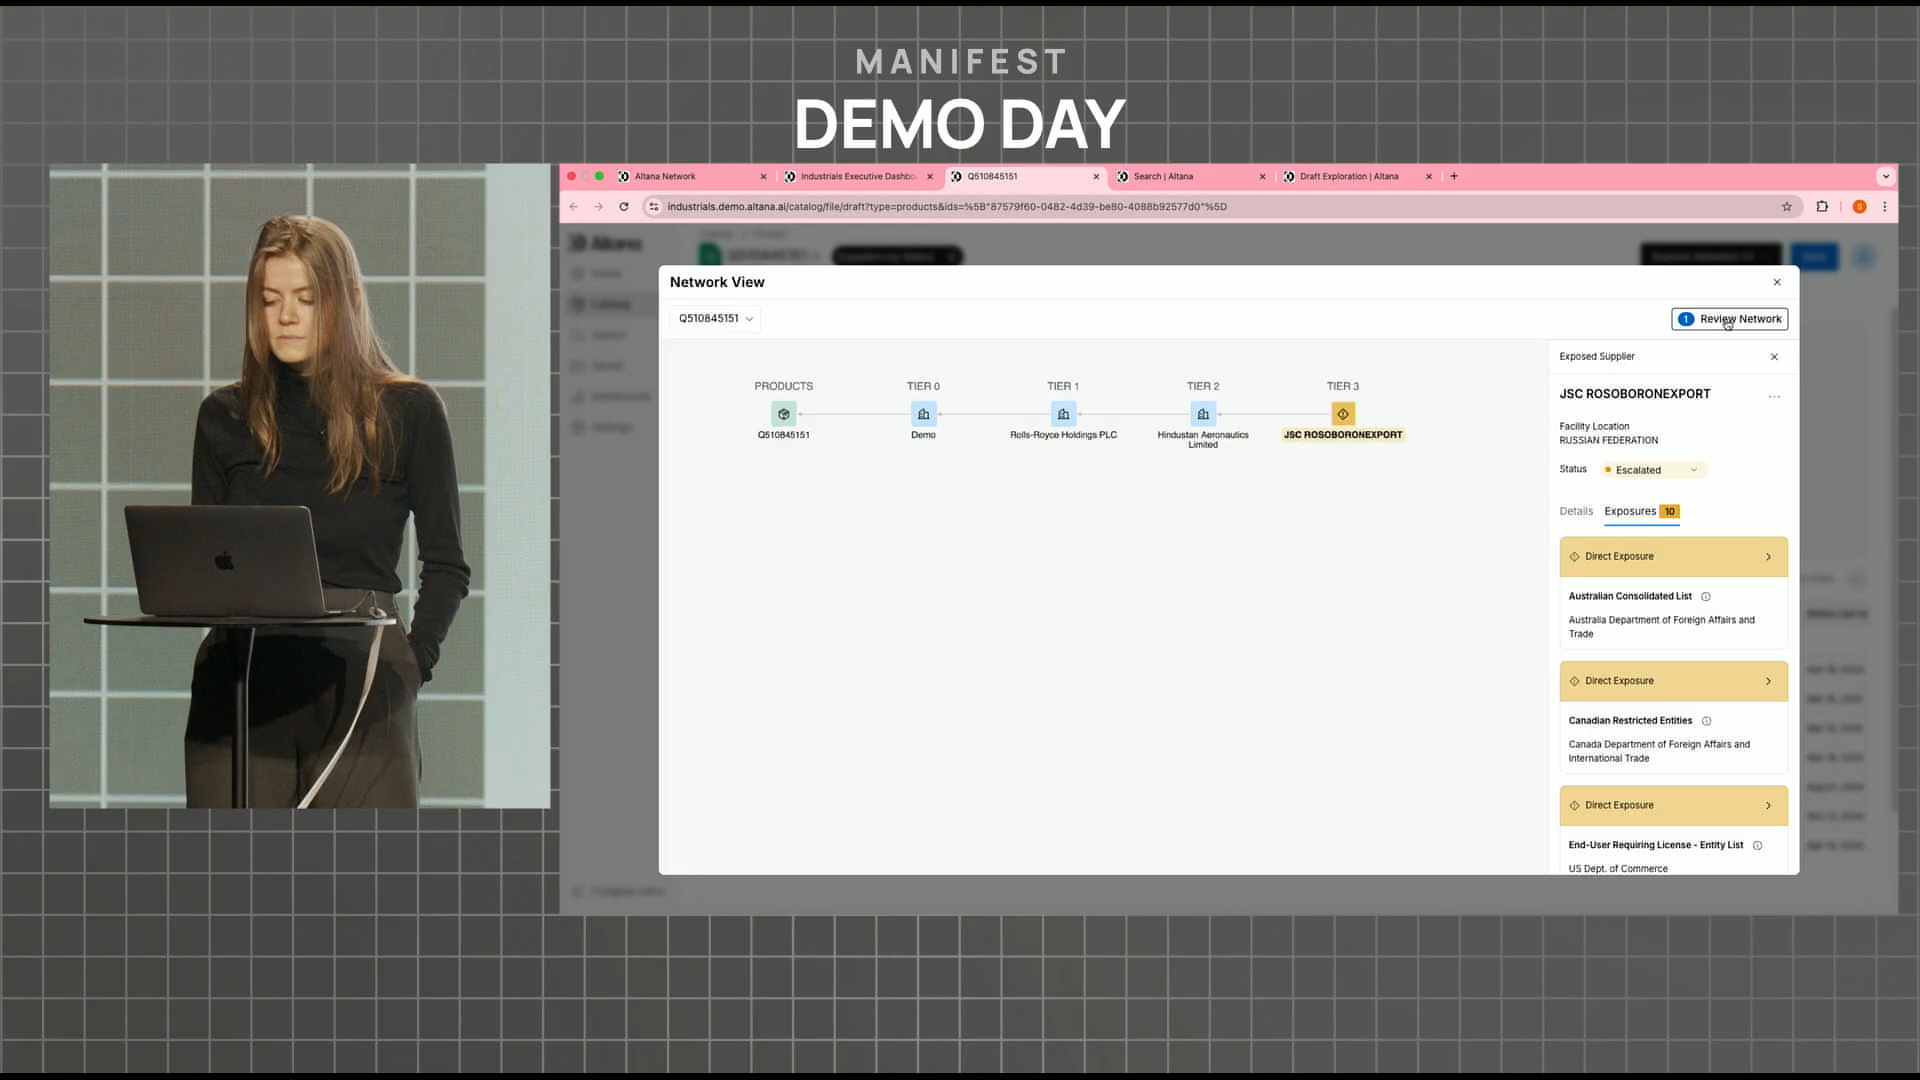 MANIFEST
DEMO DAY
Altana Network
Industrials Executive Dashbo
Q510845151
Search | Altana
Draft Exploration | Altana
industrials.demo.altana.ai/catalog/file/draft?type=products&ids=%5B"87579f60-0482-4d39-be80-4088b92577d0"%5D
S
Altana
Network View
Q510845151
1 Review Network
PRODUCTS
TIER 0
TIER 1
TIER 2
TIER 3
Q510845151
Demo
Rolls-Royce Holdings PLC
Hindustan Aeronautics
Limited
JSC ROSOBORONEXPORT
Exposed Supplier
JSC ROSOBORONEXPORT
Facility Location
RUSSIAN FEDERATION
Status Escalated
Details Exposures 10
Direct Exposure
Australian Consolidated List
Australia Department of Foreign Affairs and
Trade
Direct Exposure
Canadian Restricted Entities
Canada Department of Foreign Affairs and
International Trade
Direct Exposure
End-User Requiring License - Entity List
US Dept. of Commerce